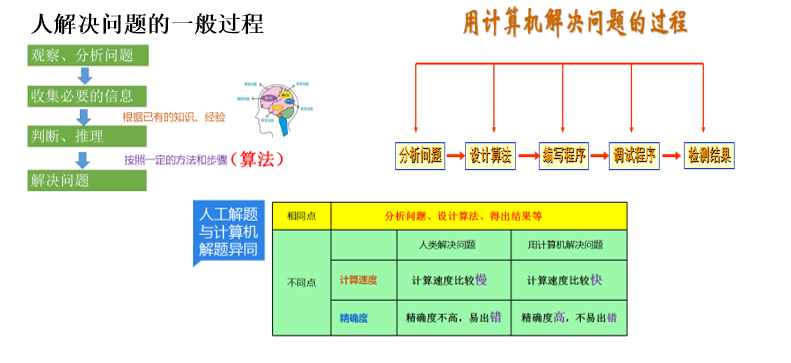 人解决问题的一般过程
观察、分析问题
收集必要的信息
根据已有的知识、经验
判断、推理
按照一定的方法和步骤（算法）
解决问题
用计算机解决问题的过程
分析问题
设计算法
编写程序
调试程序
检测结果
人工解题
与计算机
解题异同
相同点
分析问题、设计算法、得出结果等
不同点
人类解决问题
用计算机解决问题
计算速度
计算速度比较慢
计算速度比较快
精确度
精确度不高，易出错
精确度高，不易出错